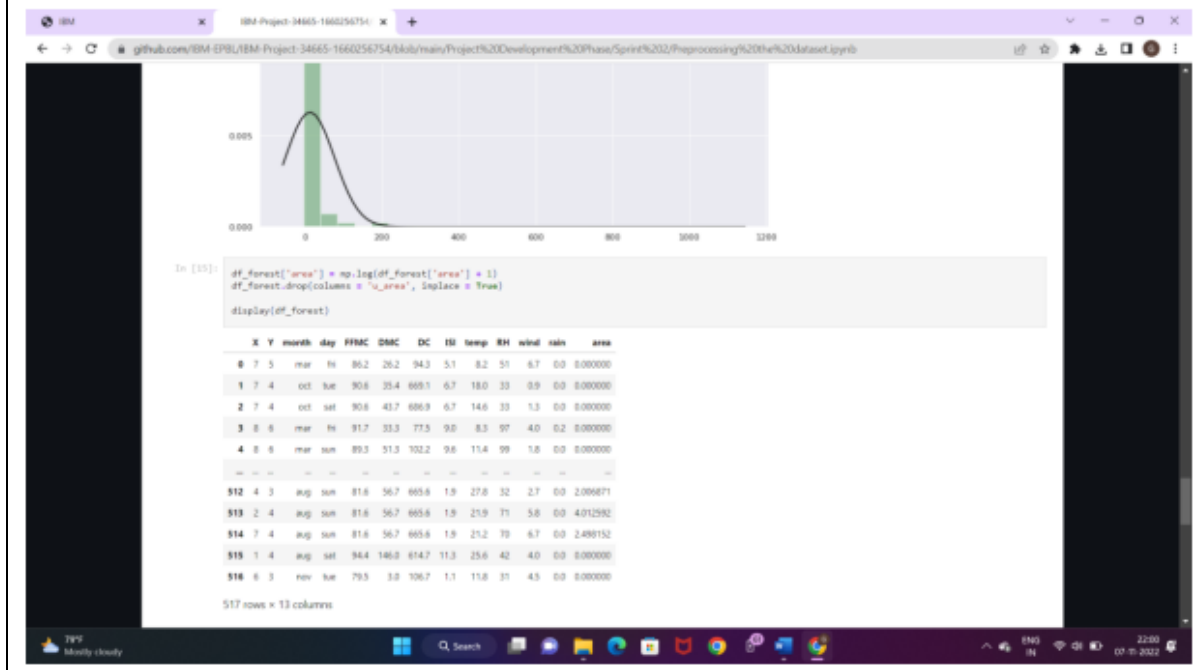 IBM
IBM-Project-34665-1660256754/
github.com/IBM-EPBL/IBM-Project-34665-1660256754/blob/main/Project%20Development%20Phase/Sprint%202/Preprocessing%20the%20dataset.ipynb
0.005
0.000
0 200 400 600 800 1000 1200
In [15]:
df_forest['area'] = np.log(df_forest['area'] + 1)
df_forest.drop(columns = 'u_area', inplace = True)
display(df_forest)
X Y month day FFMC DMC DC ISI temp RH wind rain area
0 7 5 mar fri 86.2 26.2 94.3 5.1 8.2 51 6.7 0.0 0.000000
1 7 4 oct tue 90.6 35.4 669.1 6.7 18.0 33 0.9 0.0 0.000000
2 7 4 oct sat 90.6 43.7 686.9 6.7 14.6 33 1.3 0.0 0.000000
3 8 6 mar fri 91.7 33.3 77.5 9.0 8.3 97 4.0 0.2 0.000000
4 8 6 mar sun 89.3 51.3 102.2 9.6 11.4 99 1.8 0.0 0.000000
... ... ... ... ... ... ... ... ... ... ... ... ... ...
512 4 3 aug sun 81.6 56.7 665.6 1.9 27.8 32 2.7 0.0 2.006871
513 2 4 aug sun 81.6 56.7 665.6 1.9 21.9 71 5.8 0.0 4.012592
514 7 4 aug sun 81.6 56.7 665.6 1.9 21.2 70 6.7 0.0 2.498152
515 1 4 aug sat 94.4 146.0 614.7 11.3 25.6 42 4.0 0.0 0.000000
516 6 3 nov tue 79.5 3.0 106.7 1.1 11.8 31 4.5 0.0 0.000000
517 rows × 13 columns
79°F
Mostly cloudy
Search
ENG
IN
22:00
07-11-2022